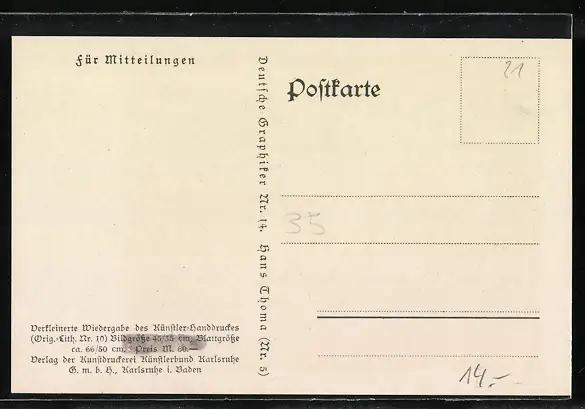 Für Mitteilungen
Verkleinerte Wiedergabe des Künstler-Handdruckes
(Orig.-Lith. Nr. 10) Bildgröße 45/35 cm, Blattgröße
ca. 66/50 cm. Preis M. 60.—
Verlag der Kunstdruckerei Künstlerbund Karlsruhe
G. m. b. H., Karlsruhe i. Baden
Deutsche Graphiker Nr. 14. Hans Thoma (Nr. 5)
Postkarte
21
35
14.-